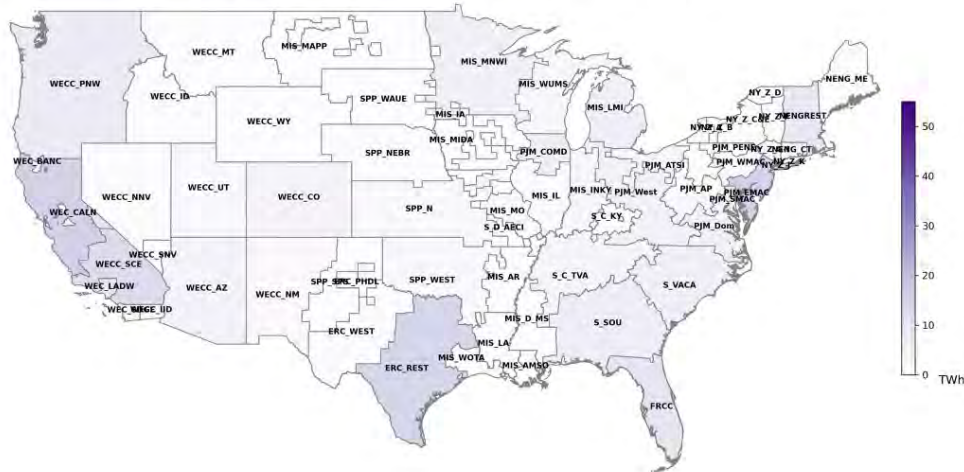 MIS_MAPP
WECC_MT
MIS_MNWI
WECC_PNW
NENG_ME
MIS_WUMS
NY_Z_D
WECC_ID
SPP_WAUE
MIS_LMI
MIS_IA
WECC_WY
NENGREST
MIS_MIDA
PJM_COMD
SPP_NEBR
WEC_BANC
PJM_WMAC
PJM_ATSI
WECC_UT
WECC_CO
WECC_NNV
MIS_IL
MIS_INKY
PJM_West
PJM_AP
PJM_EMAC
PJM_SMAC
SPP_N
MIS_MO
WEC_CALN
S_C_KY
S_D_AECI
PJM_Dom
WECC_SNV
WECC_SCE
MIS_AR
S_C_TVA
SPP_WEST
WEC_LADW
WECC_AZ
WECC_NM
S_VACA
MIS_D_MS
S_SOU
ERC_WEST
MIS_LA
MIS_WOTA
MIS_AMSO
ERC_REST
FRCC
50
40
30
20
10
0
TWh